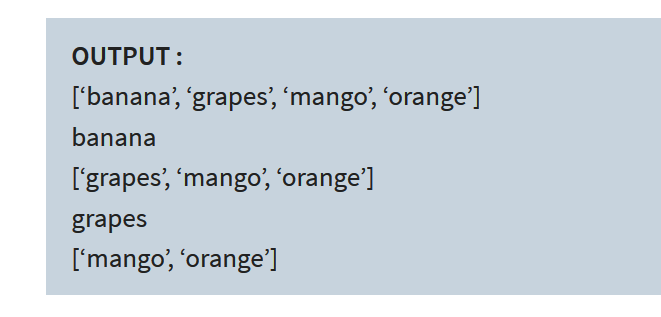 OUTPUT :
[‘banana’, ‘grapes’, ‘mango’, ‘orange’]
banana
[‘grapes’, ‘mango’, ‘orange’]
grapes
[‘mango’, ‘orange’]